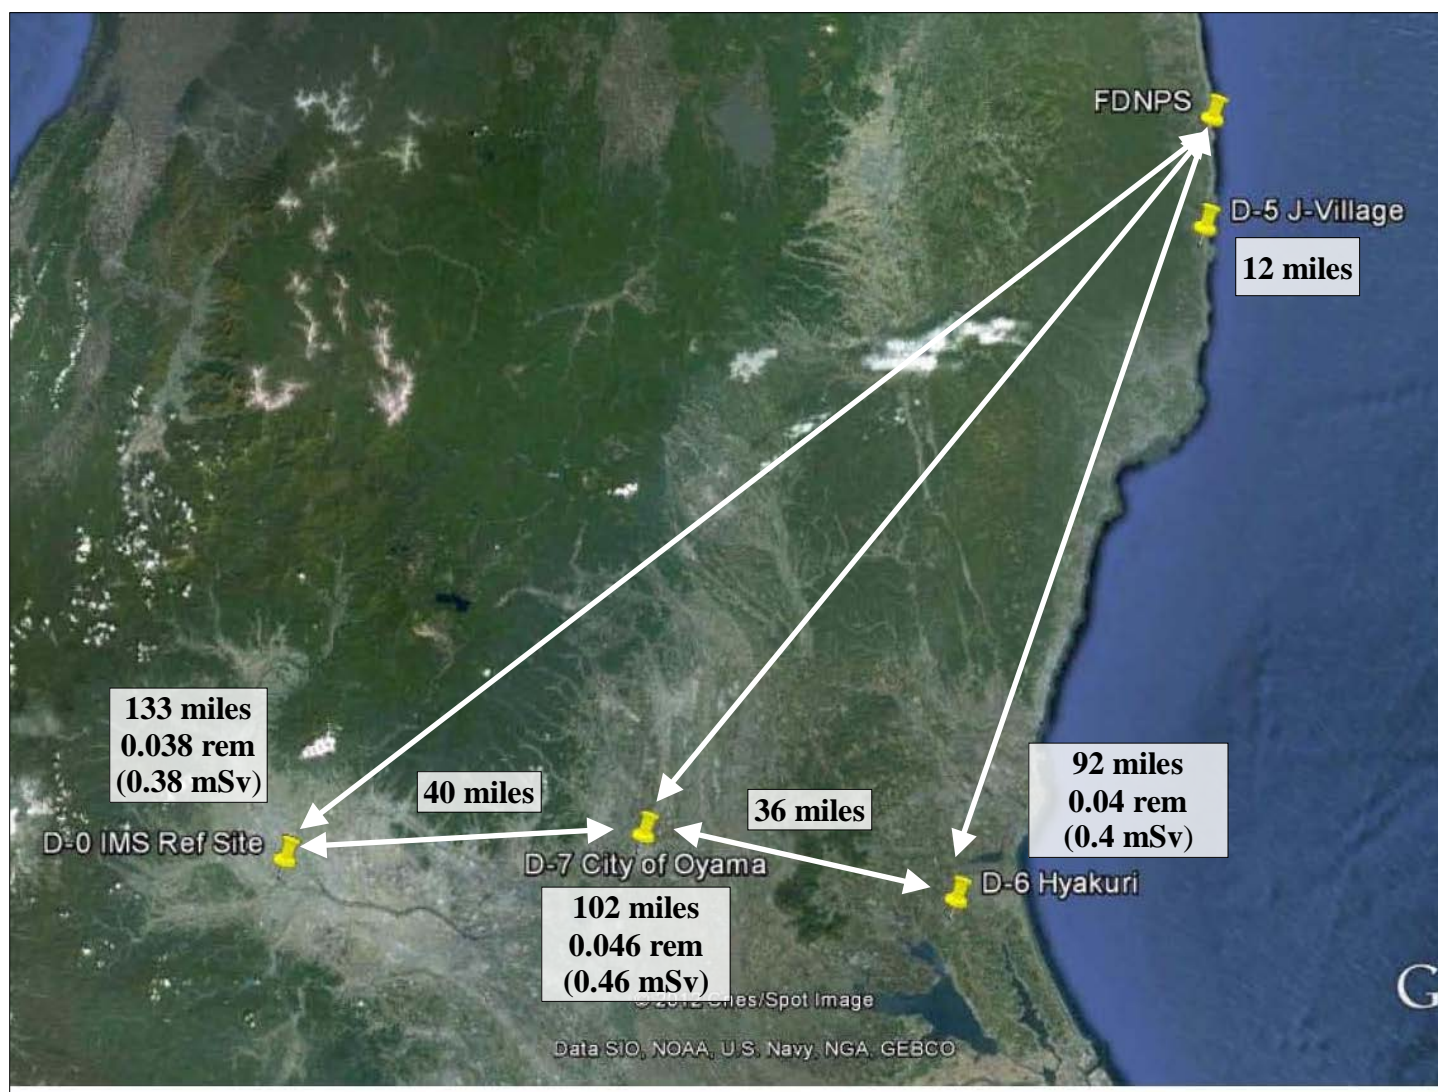 FDNPS
D-5 J-Village
12 miles
133 miles
0.038 rem
(0.38 mSv)
40 miles
36 miles
92 miles
0.04 rem
(0.4 mSv)
D-0 IMS Ref Site
D-7 City of Oyama
D-6 Hyakuri
102 miles
0.046 rem
(0.46 mSv)
Spot Image
Data SIO, NOAA, U.S. Navy, NGA, GEBCO
G